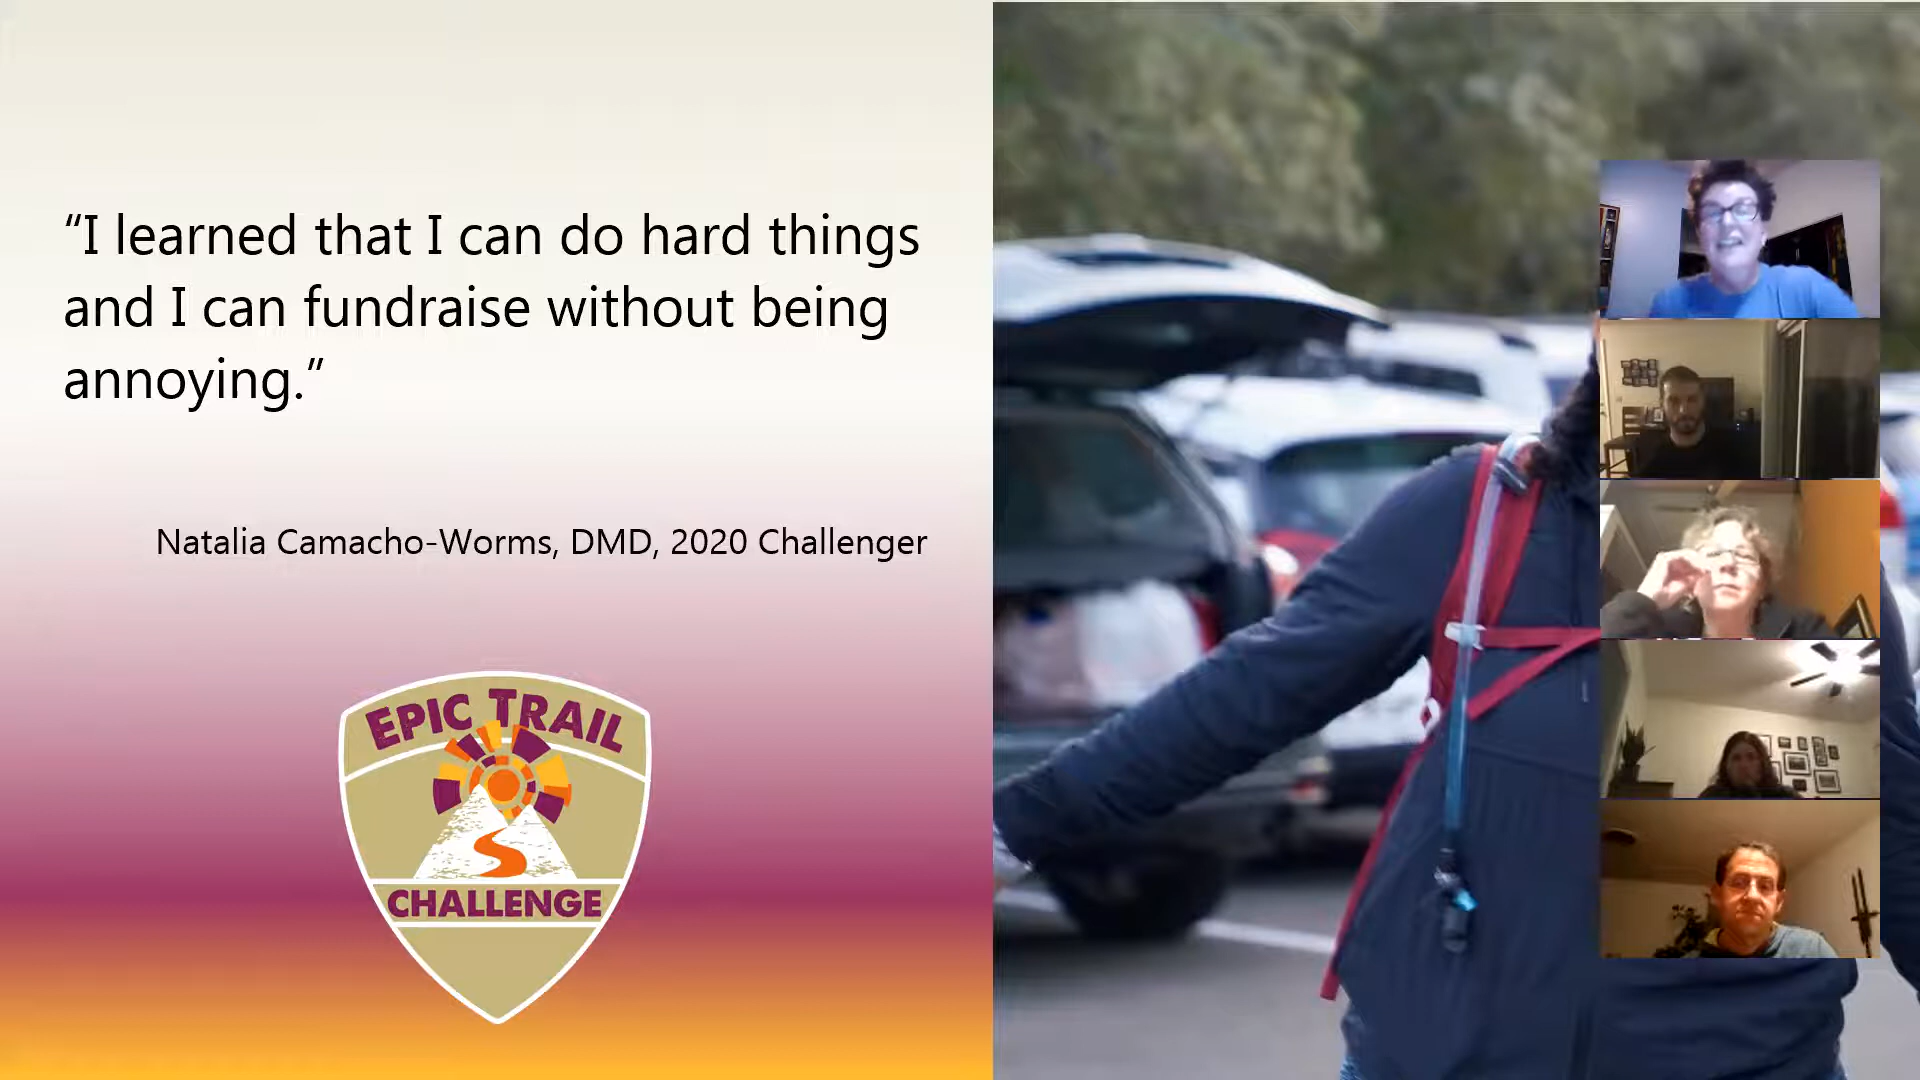 “I learned that I can do hard things
and I can fundraise without being
annoying.”
Natalia Camacho-Worms, DMD, 2020 Challenger
EPIC TRAIL
CHALLENGE